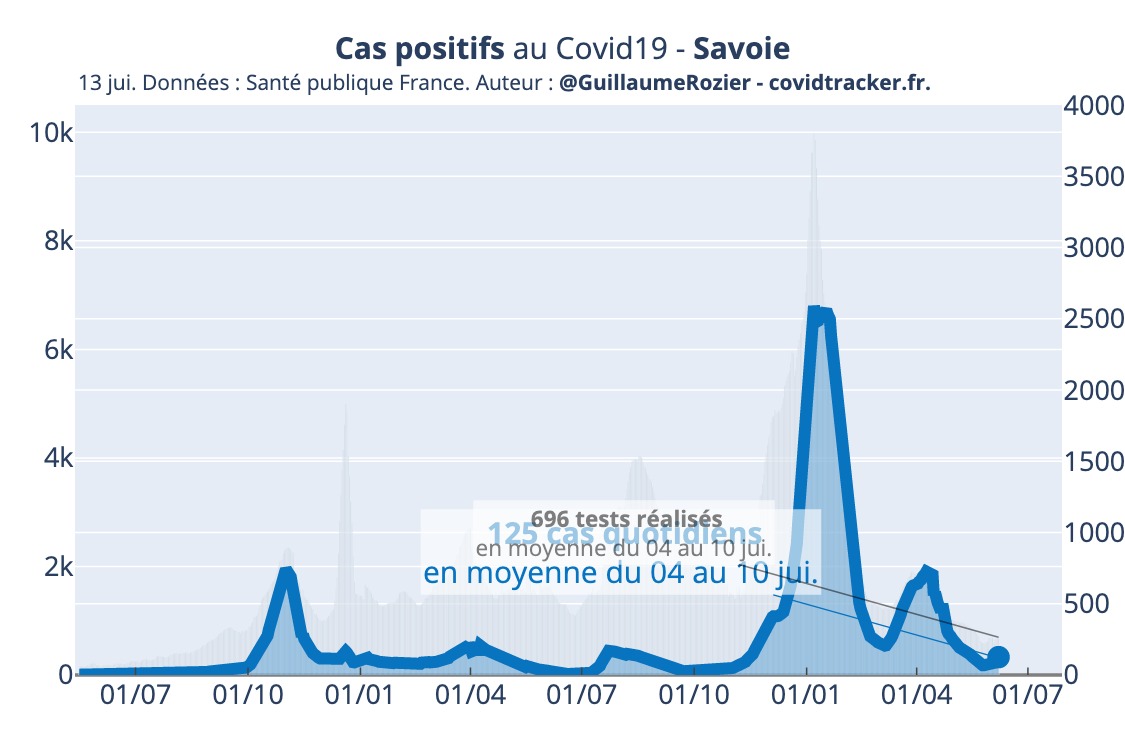 Cas positifs au Covid19 - Savoie
13 jui. Données : Santé publique France. Auteur : @GuillaumeRozier - covidtracker.fr.
4000
10k
3500
8k
3000
2500
6k
2000
4k
1500
696 tests réalisés
125 cas quotidiens
1000
en moyenne du 04 au 10 jui.
2k
en moyenne du 04 au 10 jui.
500
0
0
01/07 01/10 01/01 01/04 01/07 01/10 01/01 01/04 01/07